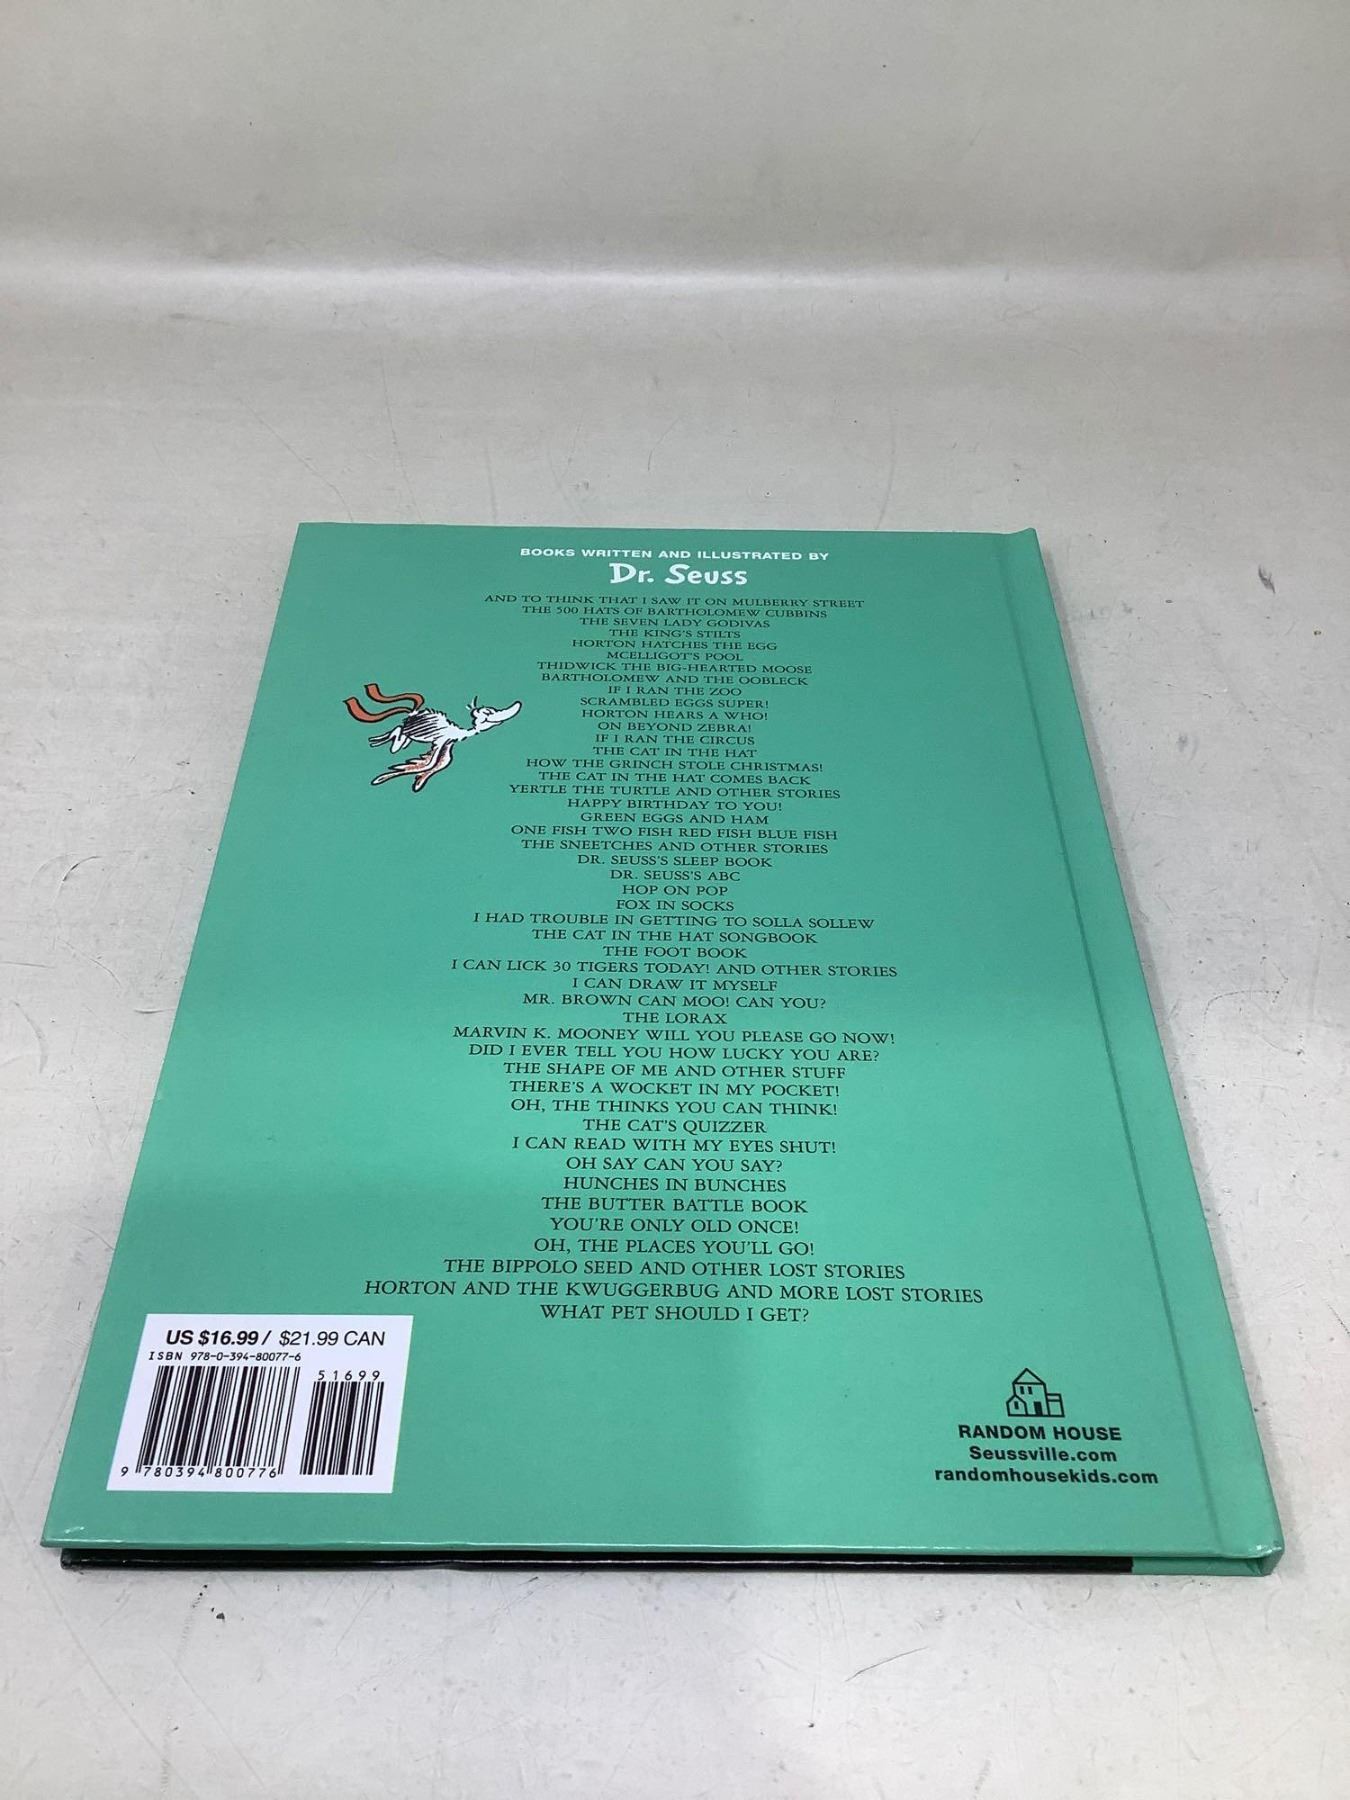 BOOKS WRITTEN AND ILLUSTRATED BY
Dr. Seuss
AND TO THINK THAT I SAW IT ON MULBERRY STREET
THE 500 HATS OF BARTHOLOMEW CUBBINS
THE SEVEN LADY GODIVAS
THE KING'S STILTS
HORTON HATCHES THE EGG
MCELLIGOT'S POOL
THIDWICK THE BIG-HEARTED MOOSE
BARTHOLOMEW AND THE OOBLECK
IF I RAN THE ZOO
SCRAMBLED EGGS SUPER!
HORTON HEARS A WHO!
ON BEYOND ZEBRA!
IF I RAN THE CIRCUS
THE CAT IN THE HAT
HOW THE GRINCH STOLE CHRISTMAS!
THE CAT IN THE HAT COMES BACK
YERTLE THE TURTLE AND OTHER STORIES
HAPPY BIRTHDAY TO YOU!
GREEN EGGS AND HAM
ONE FISH TWO FISH RED FISH BLUE FISH
THE SNEETCHES AND OTHER STORIES
DR. SEUSS'S SLEEP BOOK
DR. SEUSS'S ABC
HOP ON POP
FOX IN SOCKS
I HAD TROUBLE IN GETTING TO SOLLA SOLLEW
THE CAT IN THE HAT SONGBOOK
THE FOOT BOOK
I CAN LICK 30 TIGERS TODAY! AND OTHER STORIES
I CAN DRAW IT MYSELF
MR. BROWN CAN MOO! CAN YOU?
THE LORAX
MARVIN K. MOONEY WILL YOU PLEASE GO NOW!
DID I EVER TELL YOU HOW LUCKY YOU ARE?
THE SHAPE OF ME AND OTHER STUFF
THERE'S A WOCKET IN MY POCKET!
OH, THE THINKS YOU CAN THINK!
THE CAT'S QUIZZER
I CAN READ WITH MY EYES SHUT!
OH SAY CAN YOU SAY?
HUNCHES IN BUNCHES
THE BUTTER BATTLE BOOK
YOU'RE ONLY OLD ONCE!
OH, THE PLACES YOU'LL GO!
THE BIPPOLO SEED AND OTHER LOST STORIES
HORTON AND THE KWUGGERBUG AND MORE LOST STORIES
WHAT PET SHOULD I GET?
US $16.99 / $21.99 CAN
ISBN 978-0-394-80077-6
51699
9 780394 800776
RANDOM HOUSE
Seussville.com
randomhousekids.com